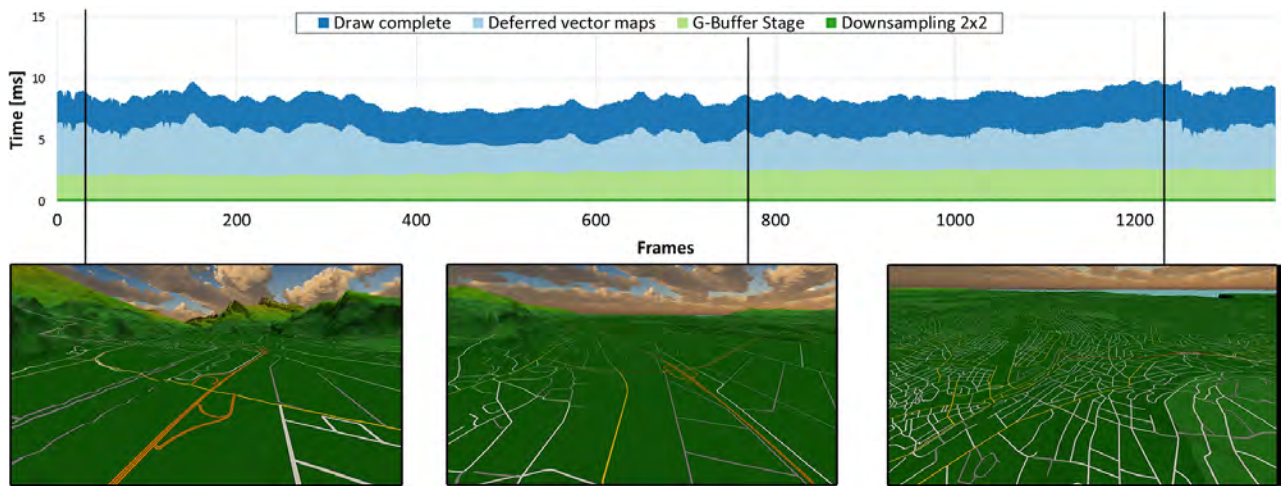 15
Draw complete Deferred vector maps G-Buffer Stage Downsampling 2x2
10
5
0
Time [ms]
0 200 400 600 800 1000 1200
Frames